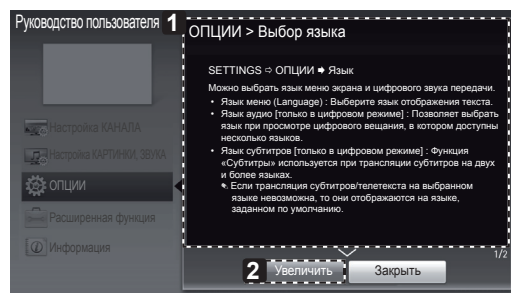 Руководство пользователя
1
ОПЦИИ > Выбор языка
SETTINGS ⇨ ОПЦИИ ➡ Язык
Можно выбрать язык меню экрана и цифрового звука передачи.
• Язык меню (Language) : Выберите язык отображения текста.
• Язык аудио [только в цифровом режиме] : Позволяет выбрать
язык при просмотре цифрового вещания, в котором доступны
несколько языков.
• Язык субтитров [только в цифровом режиме] : Функция
«Субтитры» используется при трансляции субтитров на двух
и более языках.
Если трансляция субтитров/телетекста на выбранном
языке невозможна, то они отображаются на языке,
заданном по умолчанию.
Настройка КАНАЛА
Настройка КАРТИНКИ, ЗВУКА
ОПЦИИ
Расширенная функция
Информация
1/2
2
Увеличить
Закрыть